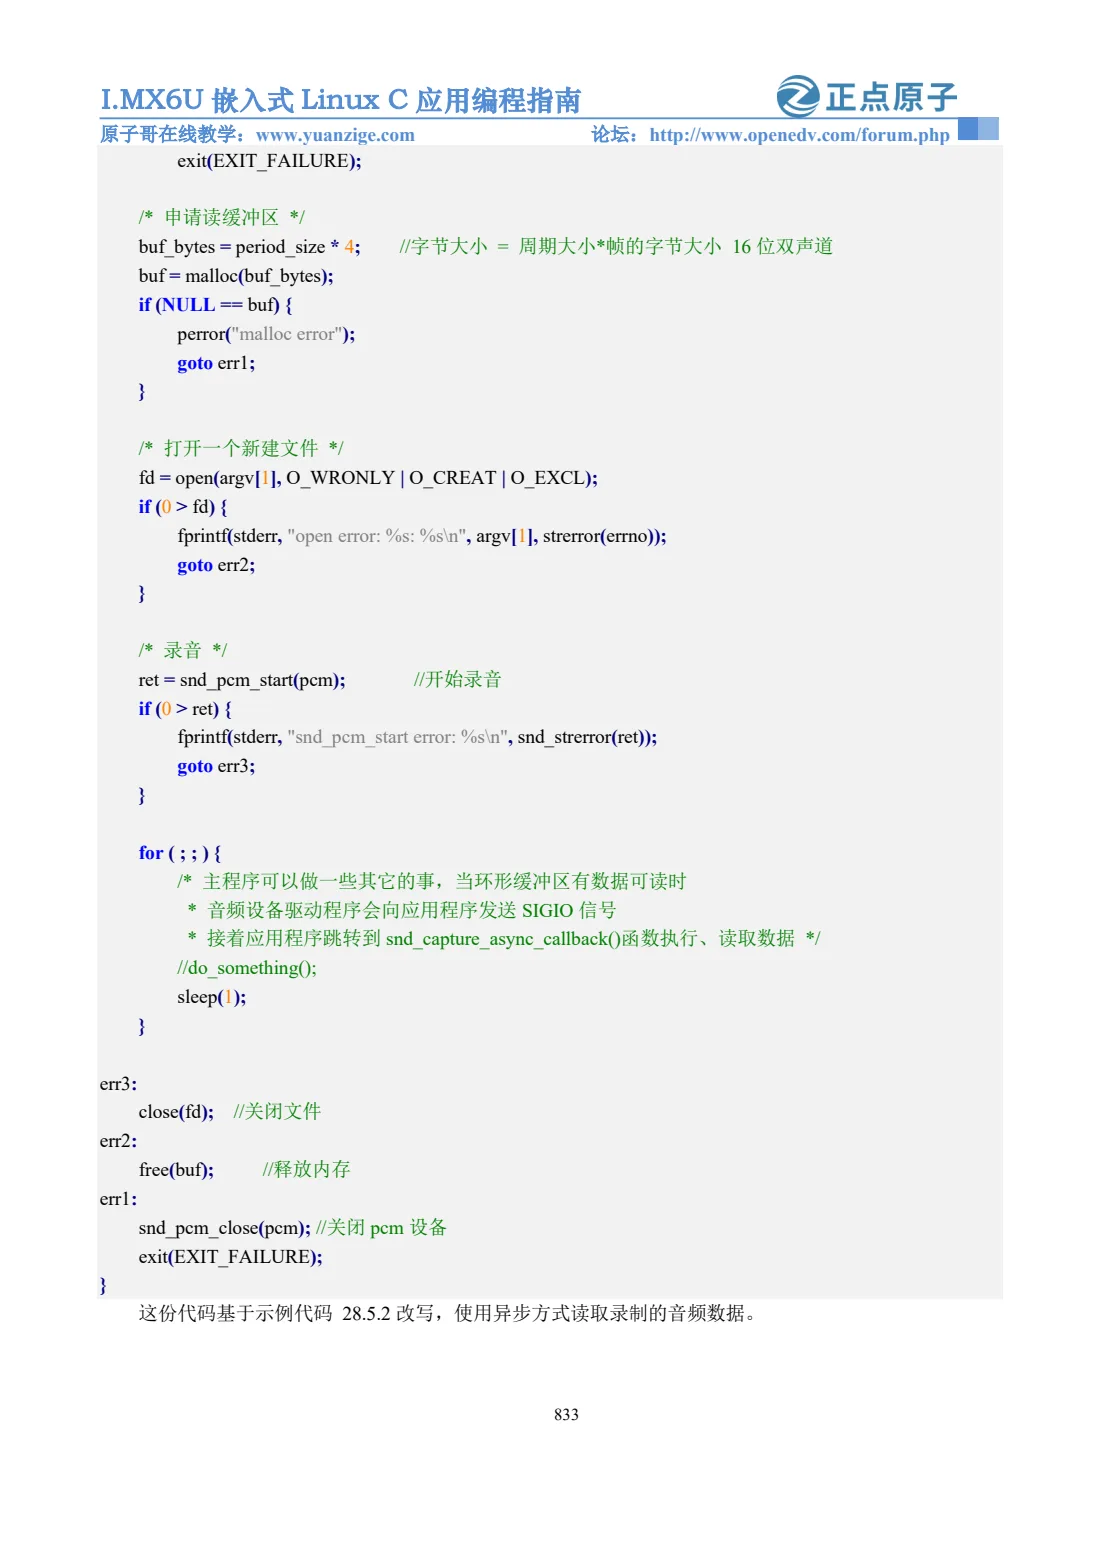 I.MX6U 嵌入式 Linux C 应用编程指南
正点原子
原子哥在线教学：www.yuanzige.com 论坛：http://www.openedv.com/forum.php
exit(EXIT_FAILURE);
/* 申请读缓冲区 */
buf_bytes = period_size * 4; //字节大小 = 周期大小*帧的字节大小 16 位双声道
buf = malloc(buf_bytes);
if (NULL == buf) {
perror("malloc error");
goto err1;
}
/* 打开一个新建文件 */
fd = open(argv[1], O_WRONLY | O_CREAT | O_EXCL);
if (0 > fd) {
fprintf(stderr, "open error: %s: %s\n", argv[1], strerror(errno));
goto err2;
}
/* 录音 */
ret = snd_pcm_start(pcm); //开始录音
if (0 > ret) {
fprintf(stderr, "snd_pcm_start error: %s\n", snd_strerror(ret));
goto err3;
}
for ( ; ; ) {
/* 主程序可以做一些其它的事，当环形缓冲区有数据可读时
* 音频设备驱动程序会向应用程序发送 SIGIO 信号
* 接着应用程序跳转到 snd_capture_async_callback()函数执行、读取数据 */
//do_something();
sleep(1);
}
err3:
close(fd); //关闭文件
err2:
free(buf); //释放内存
err1:
snd_pcm_close(pcm); //关闭 pcm 设备
exit(EXIT_FAILURE);
}
这份代码基于示例代码 28.5.2 改写，使用异步方式读取录制的音频数据。
833